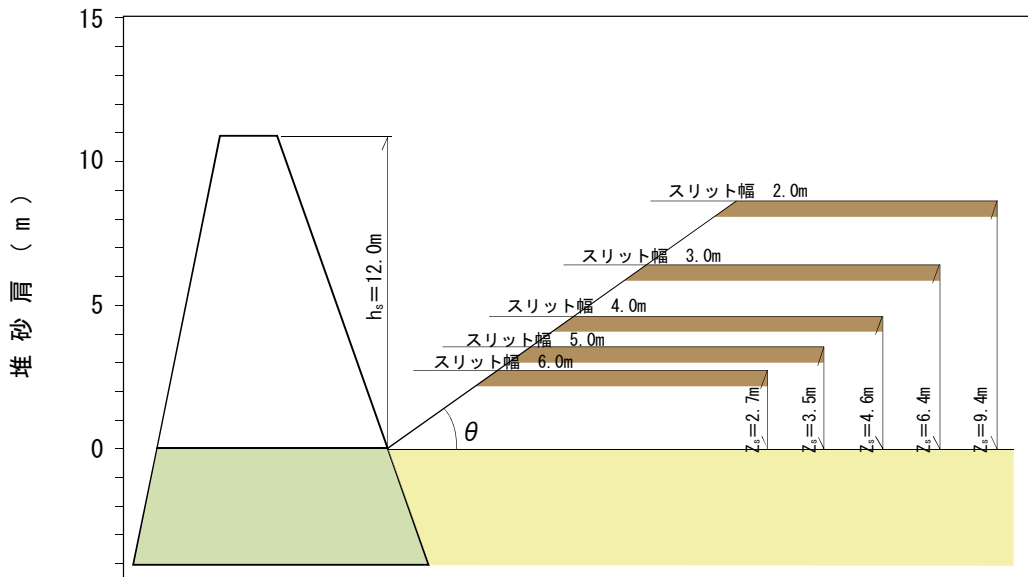 15
10
5
0
堆砂肩(m)
hs=12.0m
スリット幅 2.0m
スリット幅 3.0m
スリット幅 4.0m
スリット幅 5.0m
スリット幅 6.0m
θ
Zs=2.7m
Zs=3.5m
Zs=4.6m
Zs=6.4m
Zs=9.4m